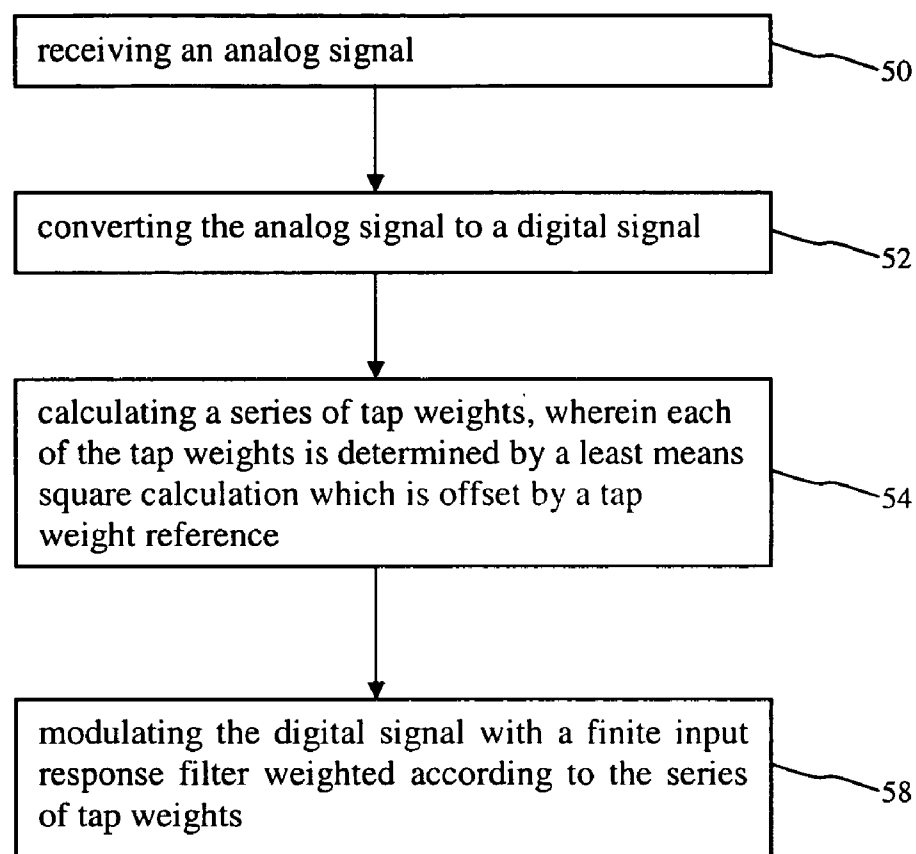 receiving an analog signal
50
converting the analog signal to a digital signal
52
calculating a series of tap weights, wherein each
of the tap weights is determined by a least means
square calculation which is offset by a tap
weight reference
54
modulating the digital signal with a finite input
response filter weighted according to the series
of tap weights
58